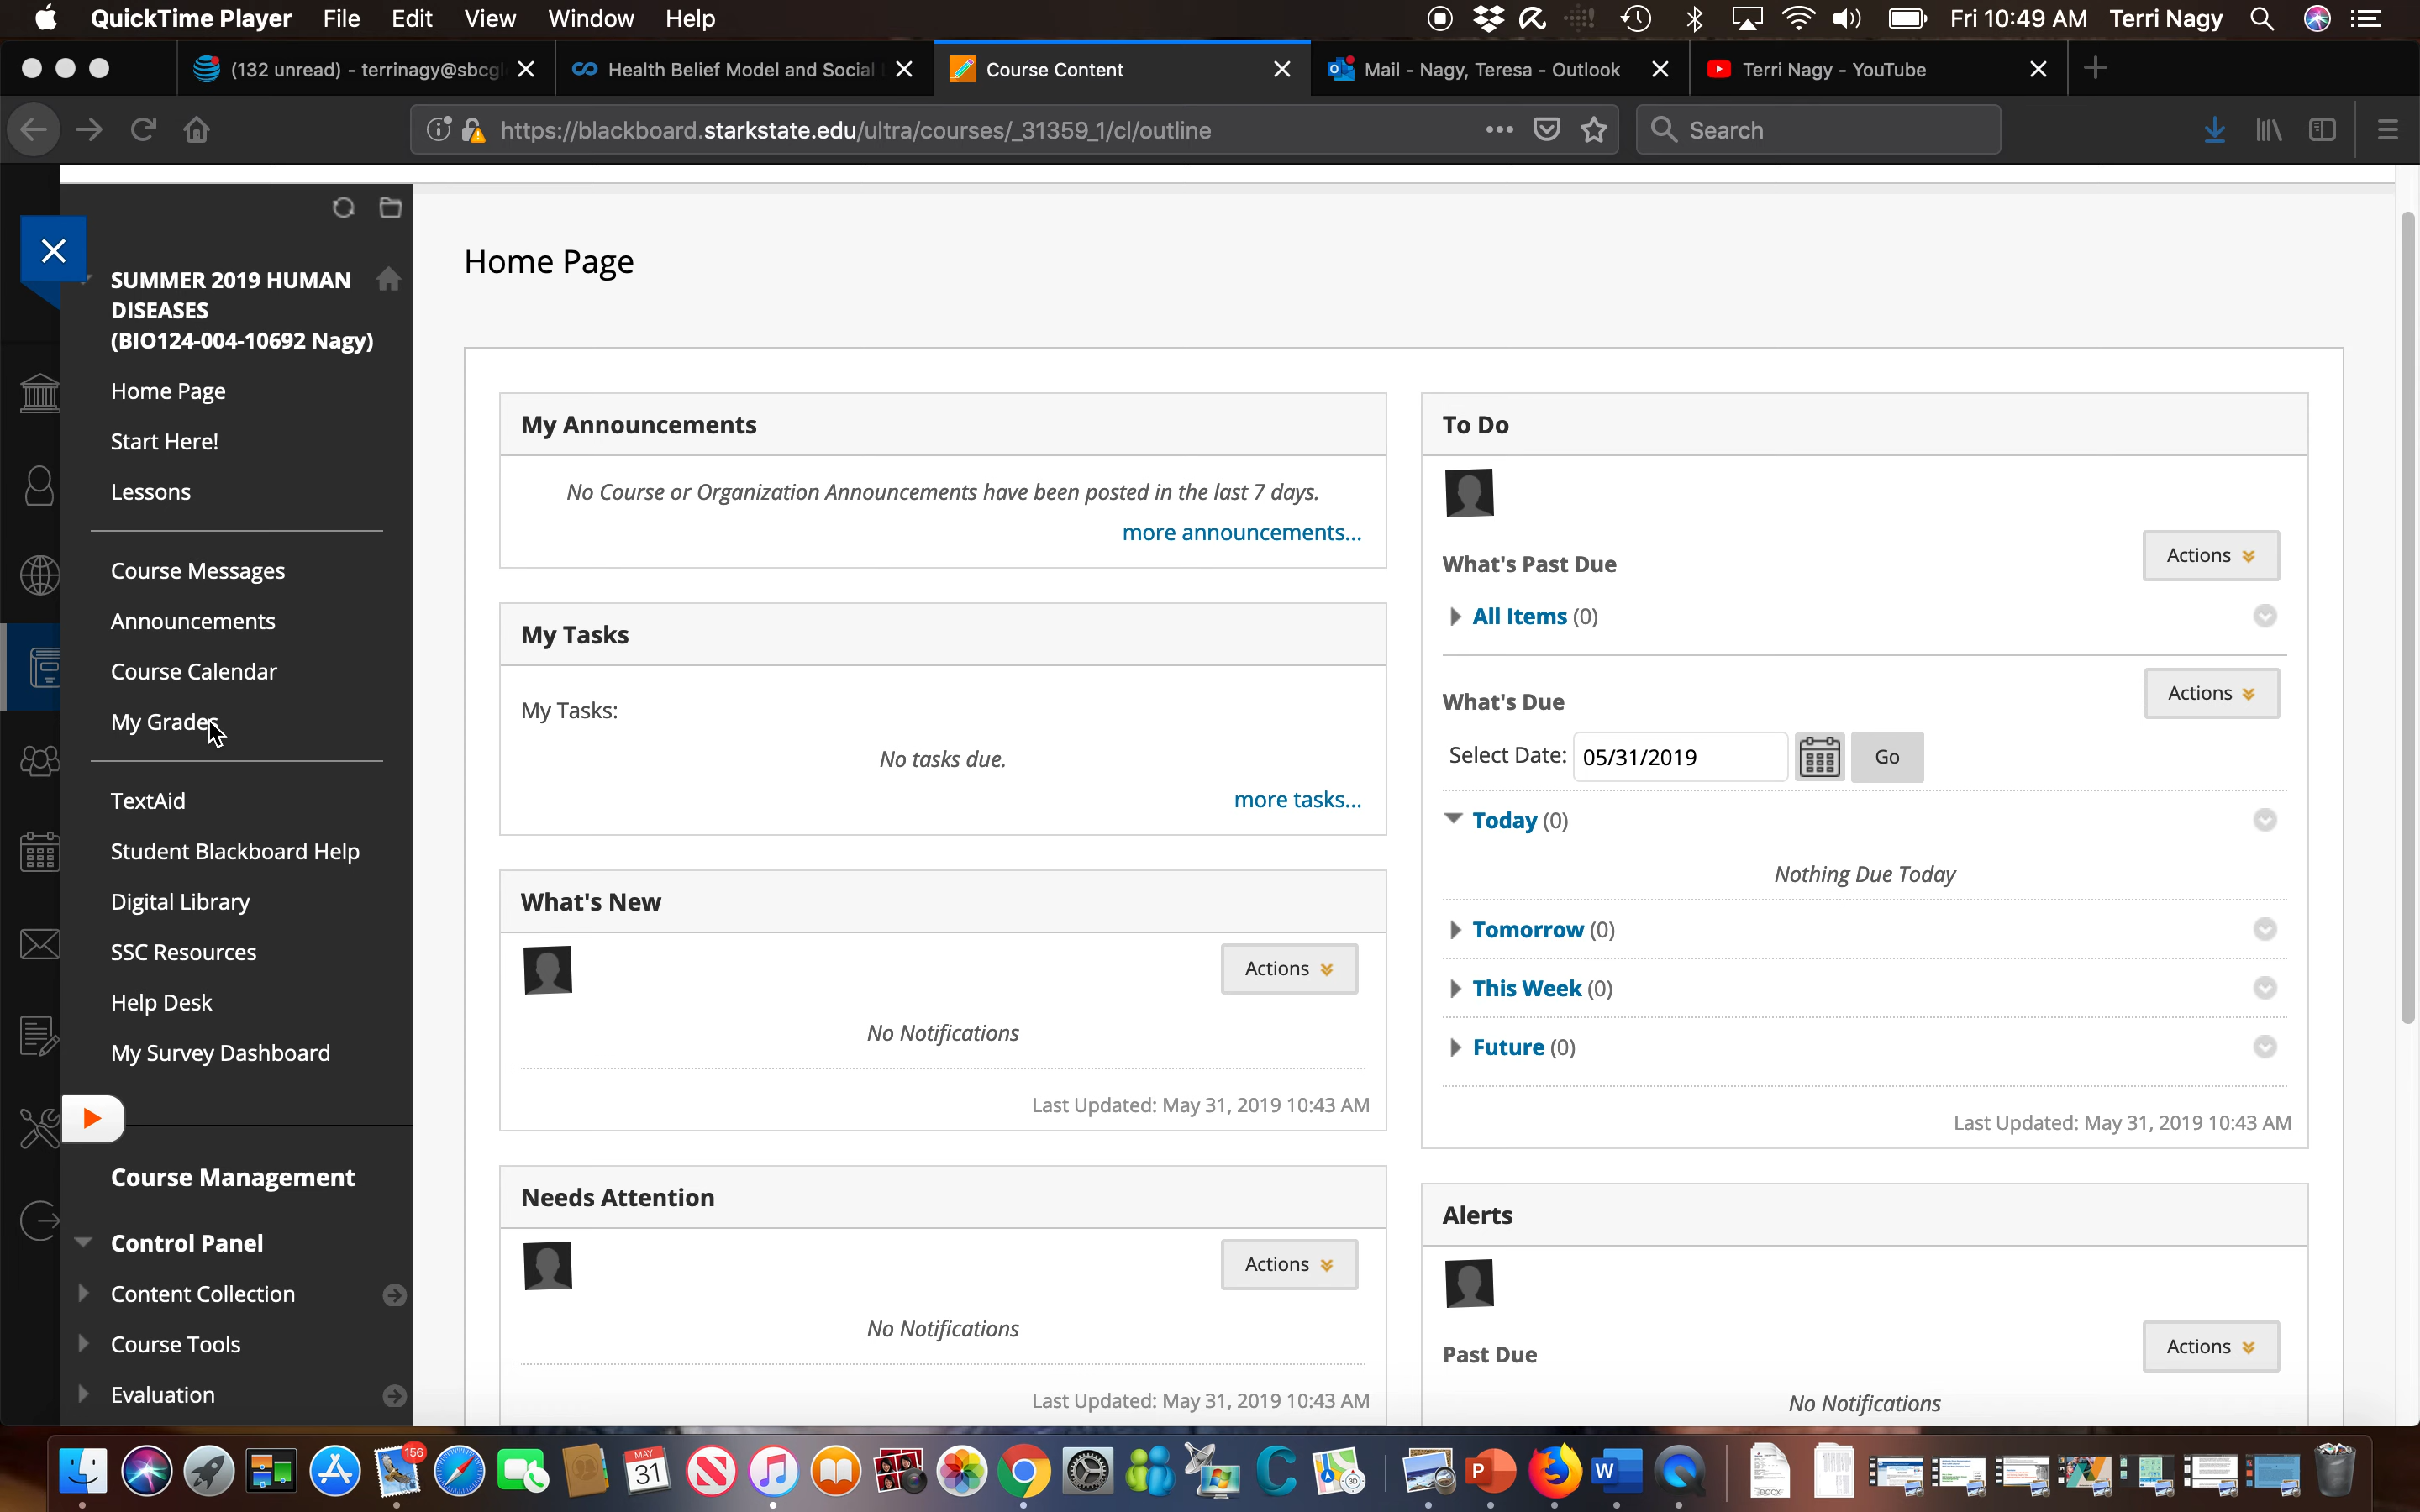 QuickTime Player File Edit View Window Help Fri 10:49 AM Terri Nagy
(132 unread) - terrinagy@sbcgl Health Belief Model and Social Course Content Mail - Nagy, Teresa - Outlook Terri Nagy - YouTube
https://blackboard.starkstate.edu/ultra/courses/_31359_1/cl/outline Search
SUMMER 2019 HUMAN
DISEASES
(BIO124-004-10692 Nagy)
Home Page
Start Here!
Lessons
Course Messages
Announcements
Course Calendar
My Grades
TextAid
Student Blackboard Help
Digital Library
SSC Resources
Help Desk
My Survey Dashboard
Course Management
Control Panel
Content Collection
Course Tools
Evaluation
Home Page
My Announcements
No Course or Organization Announcements have been posted in the last 7 days.
more announcements...
My Tasks
My Tasks:
No tasks due.
more tasks...
What's New
Actions
No Notifications
Last Updated: May 31, 2019 10:43 AM
Needs Attention
Actions
No Notifications
Last Updated: May 31, 2019 10:43 AM
To Do
What's Past Due
Actions
All Items (0)
What's Due
Actions
Select Date: 05/31/2019 Go
Today (0)
Nothing Due Today
Tomorrow (0)
This Week (0)
Future (0)
Last Updated: May 31, 2019 10:43 AM
Alerts
Past Due
Actions
No Notifications
156
MAY
31
3D
P
W
DOCX